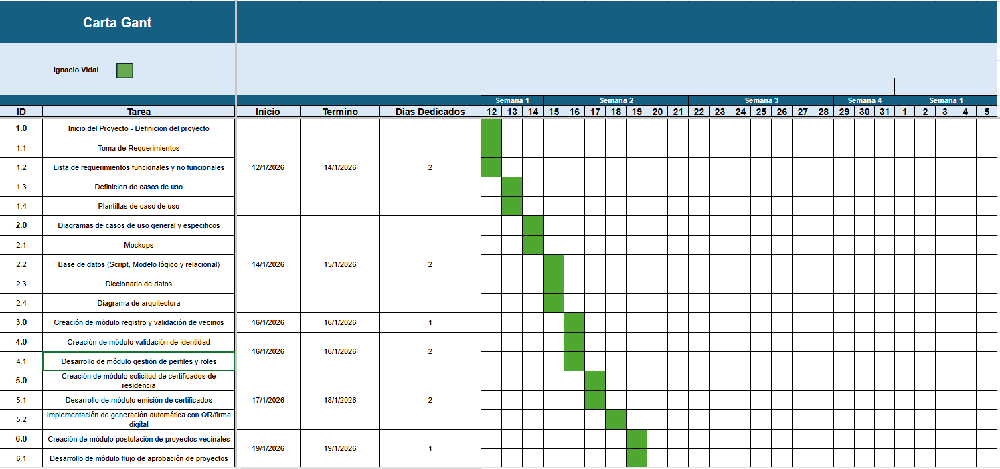 Carta Gant
Ignacio Vidal
Semana 1 Semana 2 Semana 3 Semana 4 Semana 1
ID Tarea Inicio Termino Dias Dedicados 12 13 14 15 16 17 18 19 20 21 22 23 24 25 26 27 28 29 30 31 1 2 3 4 5
1.0 Inicio del Proyecto - Definicion del proyecto
1.1 Toma de Requerimientos
1.2 Lista de requerimientos funcionales y no funcionales 12/1/2026 14/1/2026 2
1.3 Definicion de casos de uso
1.4 Plantillas de caso de uso
2.0 Diagramas de casos de uso general y especificos
2.1 Mockups
2.2 Base de datos (Script, Modelo lógico y relacional) 14/1/2026 15/1/2026 2
2.3 Diccionario de datos
2.4 Diagrama de arquitectura
3.0 Creación de módulo registro y validación de vecinos 16/1/2026 16/1/2026 1
4.0 Creación de módulo validación de identidad
16/1/2026 16/1/2026 2
4.1 Desarrollo de módulo gestión de perfiles y roles
5.0 Creación de módulo solicitud de certificados de
residencia
5.1 Desarrollo de módulo emisión de certificados 17/1/2026 18/1/2026 2
5.2 Implementación de generación automática con QR/firma
digital
6.0 Creación de módulo postulación de proyectos vecinales
19/1/2026 19/1/2026 1
6.1 Desarrollo de módulo flujo de aprobación de proyectos